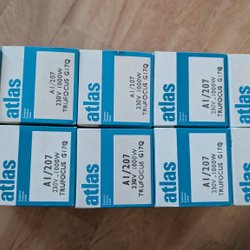 atlas
A1/207
230V 1000W
TRUFOCUS G17Q
atlas
A1/207
230V - 1000W
TRUFOCUS G17Q
atlas
A1/207
230V - 1000W
TRUFOCUS G17Q
atlas
A1/207
230V - 1000W
TRUFOCUS G17Q
atlas
A1/207
230V - 1000W
TRUFOCUS G17Q
atlas
A1/207
230V - 1000W
TRUFOCUS G17Q